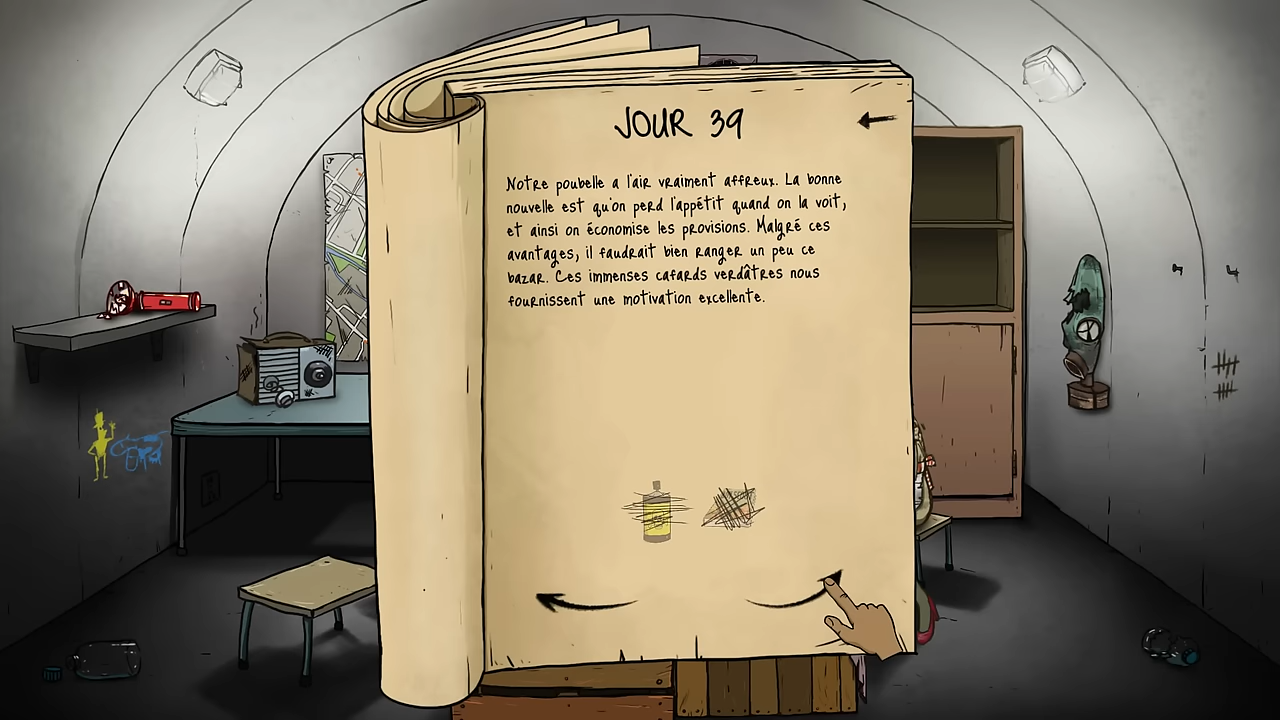 JOUR 39
Notre poubelle a l'air vraiment affreux. La bonne
nouvelle est qu'on perd l'appétit quand on la voit,
et ainsi on économise les provisions. Malgré ces
avantages, il faudrait bien ranger un peu ce
bazar. Ces immenses cafards verdâtres nous
fournissent une motivation excellente.